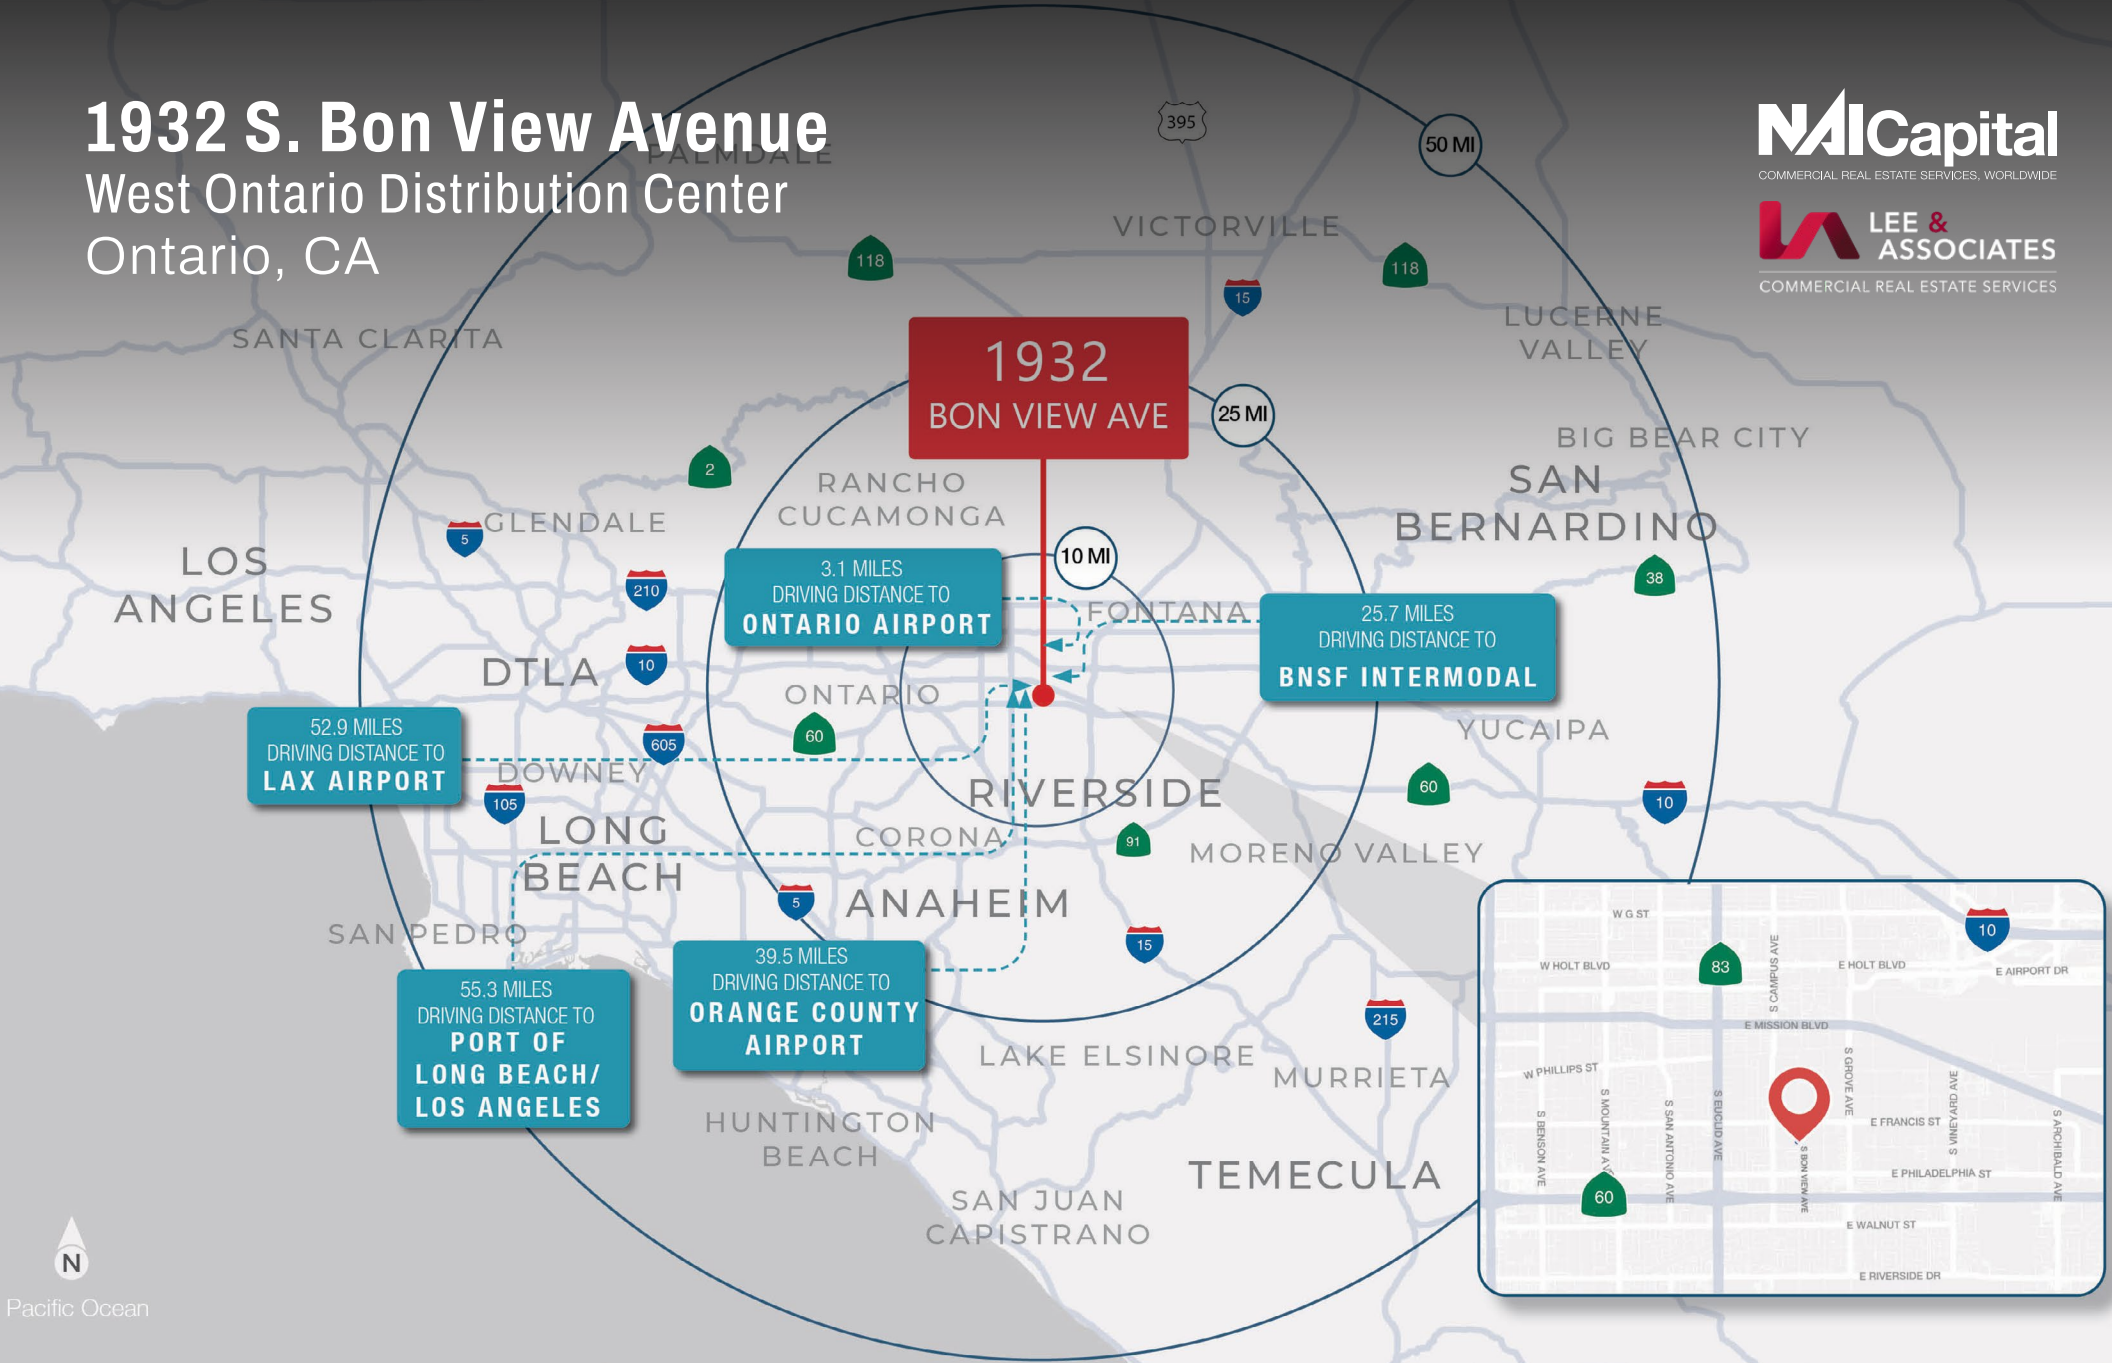 1932 S. Bon View Avenue
West Ontario Distribution Center
Ontario, CA
NAICapital
COMMERCIAL REAL ESTATE SERVICES, WORLDWIDE
LEE &
ASSOCIATES
COMMERCIAL REAL ESTATE SERVICES
395
50 MI
PALMDALE
VICTORVILLE
118
118
15
SANTA CLARITA
LUCERNE
VALLEY
1932
BON VIEW AVE
25 MI
BIG BEAR CITY
2
RANCHO
CUCAMONGA
SAN
BERNARDINO
5
GLENDALE
LOS
ANGELES
210
10 MI
38
3.1 MILES
DRIVING DISTANCE TO
ONTARIO AIRPORT
FONTANA
25.7 MILES
DRIVING DISTANCE TO
BNSF INTERMODAL
DTLA
10
ONTARIO
60
605
YUCAIPA
52.9 MILES
DRIVING DISTANCE TO
LAX AIRPORT
DOWNEY
105
RIVERSIDE
60
10
LONG
BEACH
CORONA
91
MORENO VALLEY
5
ANAHEIM
SAN PEDRO
15
39.5 MILES
DRIVING DISTANCE TO
ORANGE COUNTY
AIRPORT
55.3 MILES
DRIVING DISTANCE TO
PORT OF
LONG BEACH/
LOS ANGELES
215
LAKE ELSINORE
MURRIETA
HUNTINGTON
BEACH
TEMECULA
SAN JUAN
CAPISTRANO
N
Pacific Ocean
W G ST
10
W HOLT BLVD
83
S CAMPUS AVE
E HOLT BLVD
E AIRPORT DR
E MISSION BLVD
W PHILLIPS ST
S GROVE AVE
S BENSON AVE
S MOUNTAIN AVE
S SAN ANTONIO AVE
S EUCLID AVE
S BON VIEW AVE
E FRANCIS ST
S VINEYARD AVE
S ARCHIBALD AVE
E PHILADELPHIA ST
60
E WALNUT ST
E RIVERSIDE DR